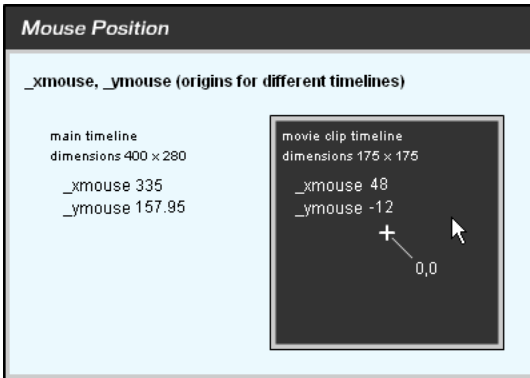 Mouse Position
_xmouse, _ymouse (origins for different timelines)
main timeline
dimensions 400 x 280
_xmouse 335
_ymouse 157.95
movie clip timeline
dimensions 175 x 175
_xmouse 48
_ymouse -12
0,0